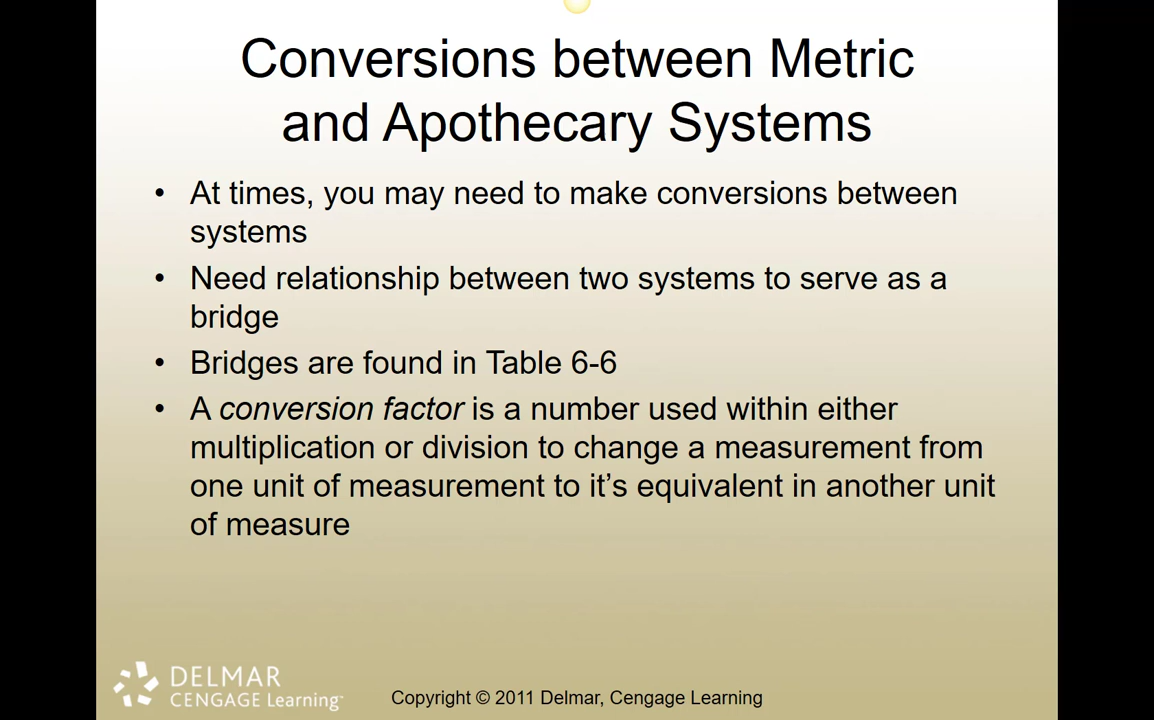 Conversions between Metric
and Apothecary Systems
• At times, you may need to make conversions between
systems
• Need relationship between two systems to serve as a
bridge
• Bridges are found in Table 6-6
• A conversion factor is a number used within either
multiplication or division to change a measurement from
one unit of measurement to it’s equivalent in another unit
of measure
DELMAR
CENGAGE Learning™
Copyright © 2011 Delmar, Cengage Learning